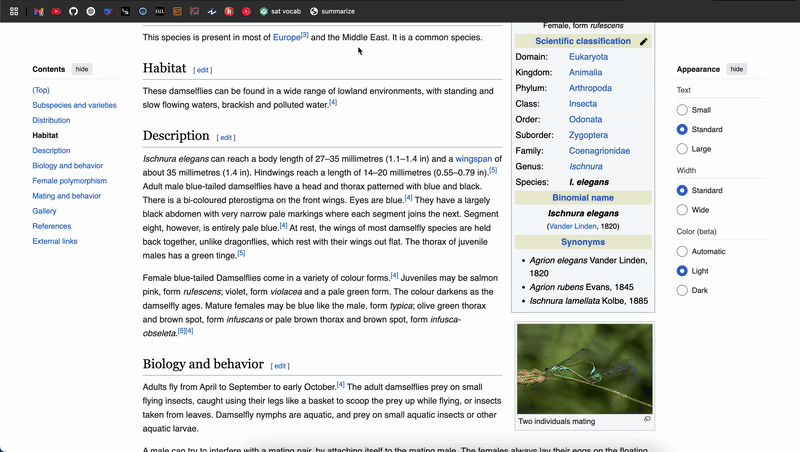 sat vocab summarize
This species is present in most of Europe[3] and the Middle East. It is a common species.
Habitat [ edit ]
These damselflies can be found in a wide range of lowland environments, with standing and
slow flowing waters, brackish and polluted water.[4]
Description [ edit ]
Ischnura elegans can reach a body length of 27–35 millimetres (1.1–1.4 in) and a wingspan of
about 35 millimetres (1.4 in). Hindwings reach a length of 14–20 millimetres (0.55–0.79 in).[5]
Adult male blue-tailed damselflies have a head and thorax patterned with blue and black.
There is a bi-coloured pterostigma on the front wings. Eyes are blue.[4] They have a largely
black abdomen with very narrow pale markings where each segment joins the next. Segment
eight, however, is entirely pale blue.[4] At rest, the wings of most damselfly species are held
back together, unlike dragonflies, which rest with their wings out flat. The thorax of juvenile
males has a green tinge.[5]
Female blue-tailed Damselflies come in a variety of colour forms.[4] Juveniles may be salmon
pink, form rufescens; violet, form violacea and a pale green form. The colour darkens as the
damselfly ages. Mature females may be blue like the male, form typica; olive green thorax
and brown spot, form infuscans or pale brown thorax and brown spot, form infusca-
obseleta.[5][4]
Biology and behavior [ edit ]
Adults fly from April to September to early October.[4] The adult damselflies prey on small
flying insects, caught using their legs like a basket to scoop the prey up while flying, or insects
taken from leaves. Damselfly nymphs are aquatic, and prey on small aquatic insects or other
aquatic larvae.
A male can try to interfere with a mating pair, by attaching itself to the mating male. The females always lay their eggs on the floating
Contents hide
(Top)
Subspecies and varieties
Distribution
Habitat
Description
Biology and behavior
Female polymorphism
Mating and behavior
Gallery
References
External links
Female, form rufescens
Scientific classification
Domain: Eukaryota
Kingdom: Animalia
Phylum: Arthropoda
Class: Insecta
Order: Odonata
Suborder: Zygoptera
Family: Coenagrionidae
Genus: Ischnura
Species: I. elegans
Binomial name
Ischnura elegans
(Vander Linden, 1820)
Synonyms
• Agrion elegans Vander Linden,
1820
• Agrion rubens Evans, 1845
• Ischnura lamellata Kolbe, 1885
Two individuals mating
Appearance hide
Text
Small
Standard
Large
Width
Standard
Wide
Color (beta)
Automatic
Light
Dark